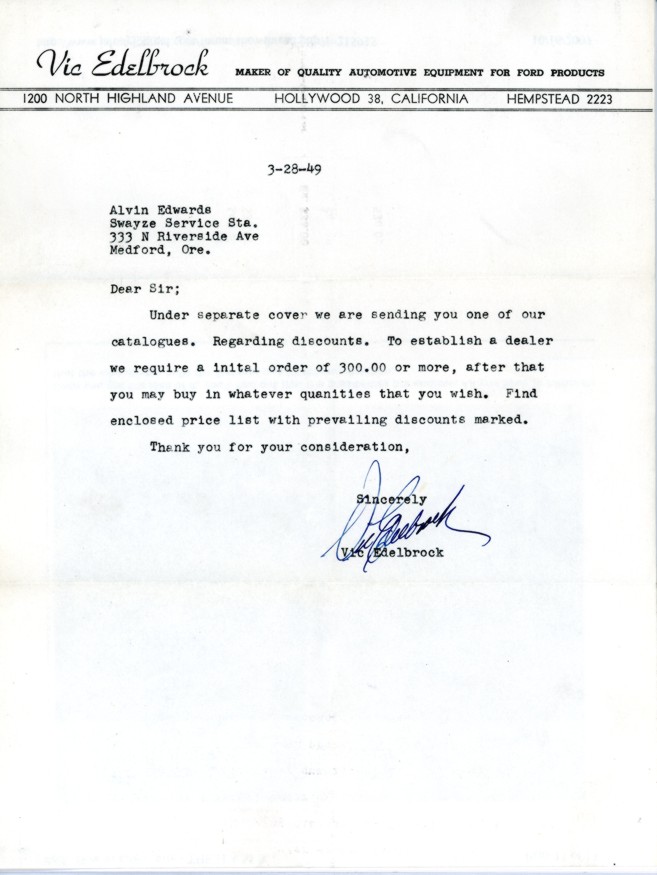 Vic Edelbrock MAKER OF QUALITY AUTOMOTIVE EQUIPMENT FOR FORD PRODUCTS
1200 NORTH HIGHLAND AVENUE HOLLYWOOD 38, CALIFORNIA HEMPSTEAD 2223
3-28-49
Alvin Edwards
Swayze Service Sta.
333 N Riverside Ave
Medford, Ore.
Dear Sir;
Under separate cover we are sending you one of our
catalogues. Regarding discounts. To establish a dealer
we require a inital order of 300.00 or more, after that
you may buy in whatever quanities that you wish. Find
enclosed price list with prevailing discounts marked.
Thank you for your consideration,
Sincerely
Vic Edelbrock
Vic Edelbrock